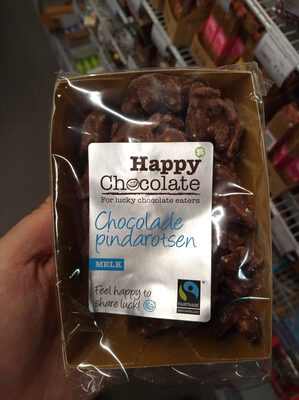 Happy
Chocolate
For lucky chocolate eaters
Chocolade
pindarotsen
MELK
Feel happy to
share luck!
FAIRTRADE